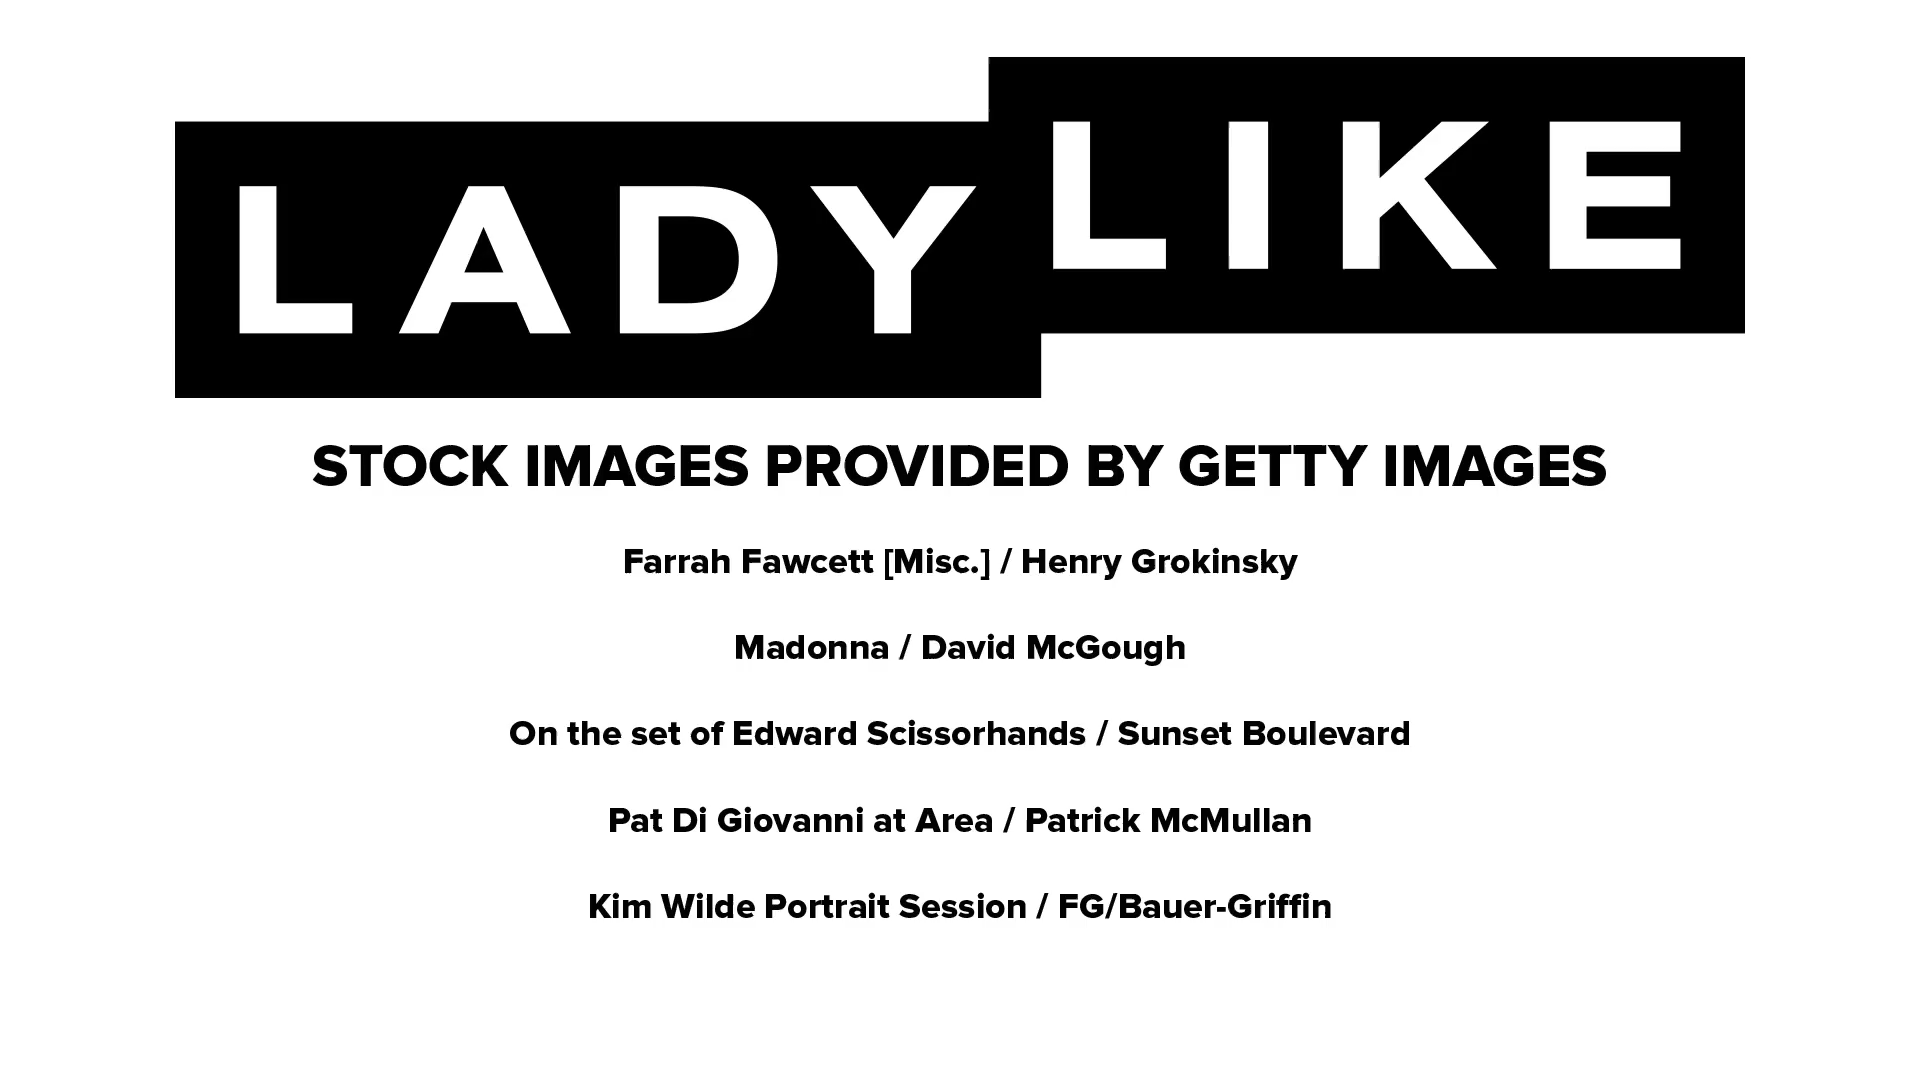 LADY LIKE
STOCK IMAGES PROVIDED BY GETTY IMAGES
Farrah Fawcett [Misc.] / Henry Grokinsky
Madonna / David McGough
On the set of Edward Scissorhands / Sunset Boulevard
Pat Di Giovanni at Area / Patrick McMullan
Kim Wilde Portrait Session / FG/Bauer-Griffin